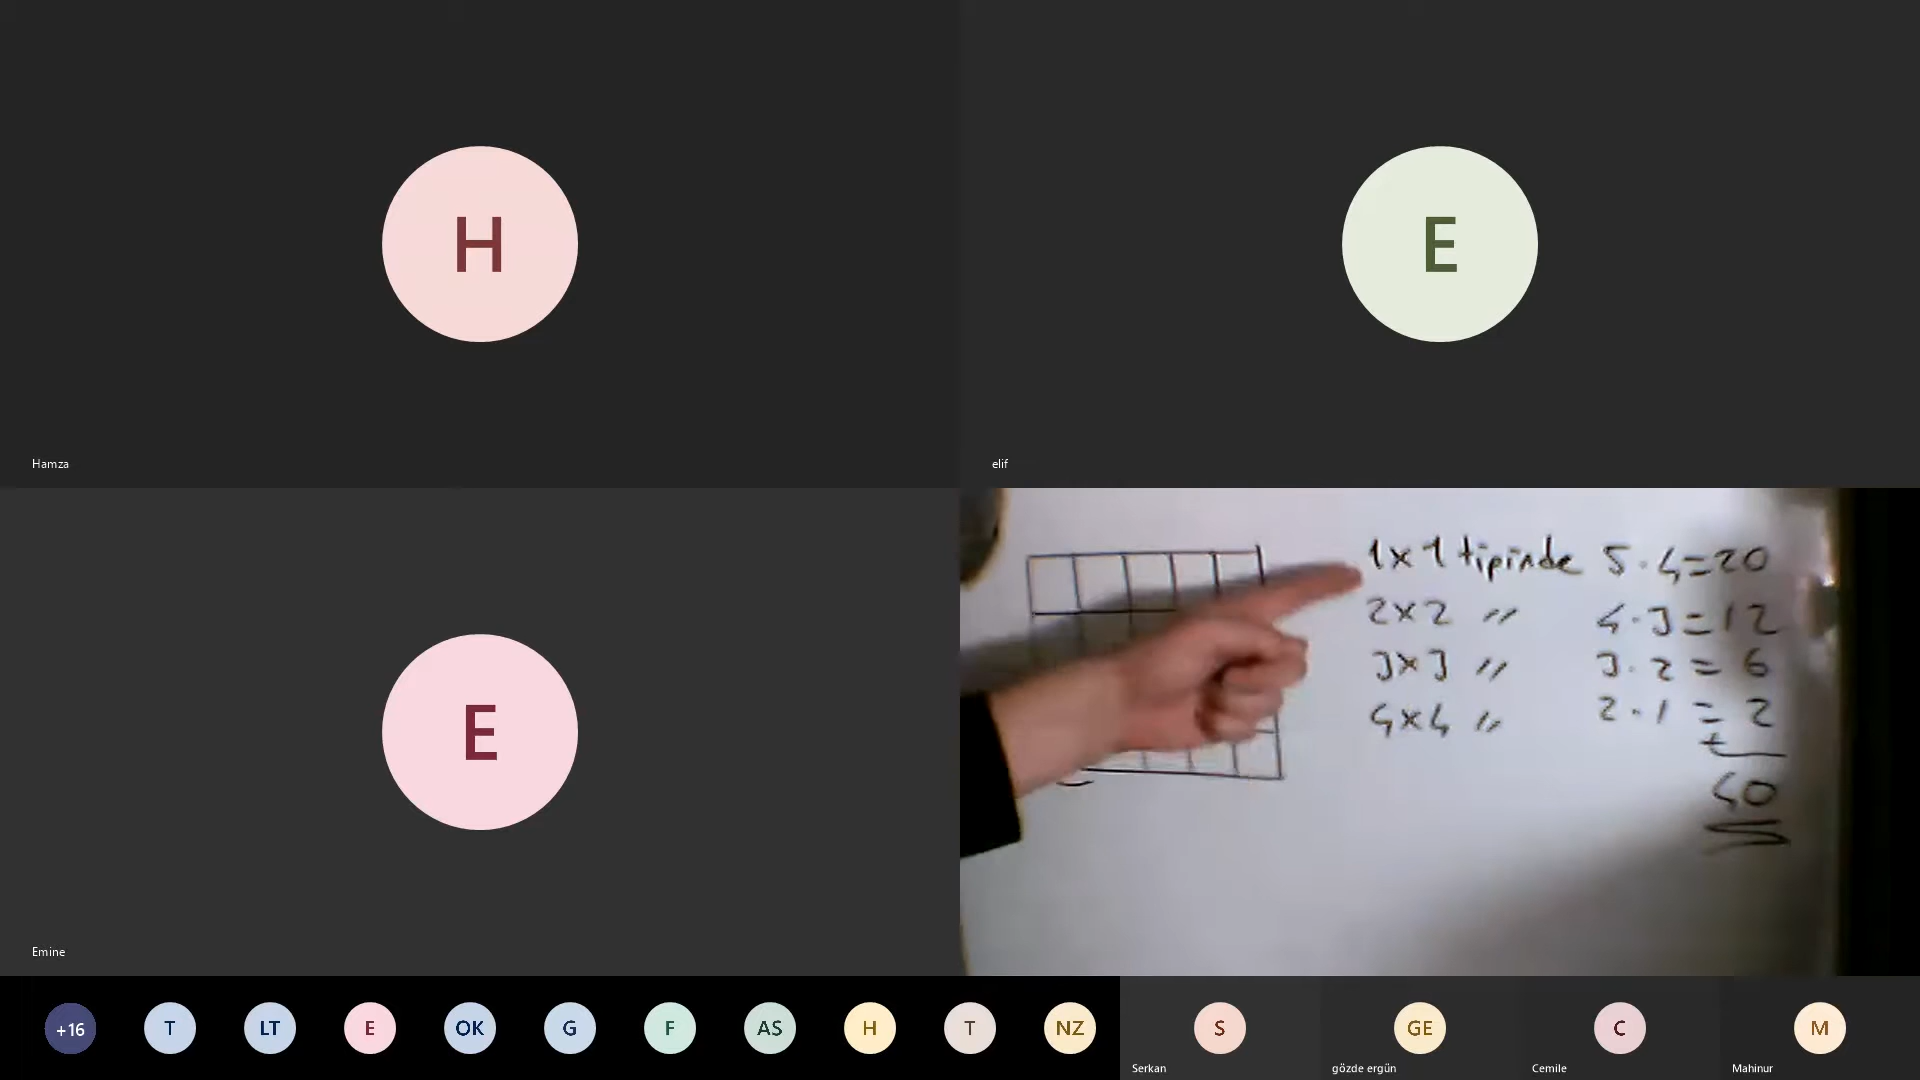 H
E
Hamza
elif
1x1 tipinde 5.4=20
2x2 〃 4.3=12
3x3 〃 3.2=6
4x4 〃 2.1=2
+
40
E
Emine
+16 T LT E OK G F AS H T NZ S GE C M
Serkan gözde ergün Cemile Mahinur